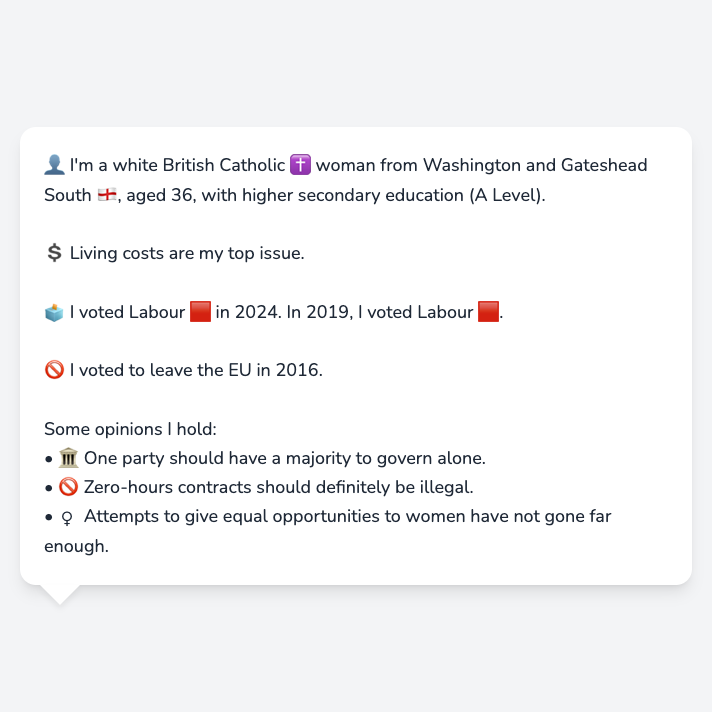 👤 I'm a white British Catholic ✝️ woman from Washington and Gateshead
South 🏴󠁧󠁢󠁥󠁮󠁧󠁿, aged 36, with higher secondary education (A Level).
💲 Living costs are my top issue.
🗳️ I voted Labour 🟥 in 2024. In 2019, I voted Labour 🟥.
🚫 I voted to leave the EU in 2016.
Some opinions I hold:
• 🏛️ One party should have a majority to govern alone.
• 🚫 Zero-hours contracts should definitely be illegal.
• ♀ Attempts to give equal opportunities to women have not gone far
enough.